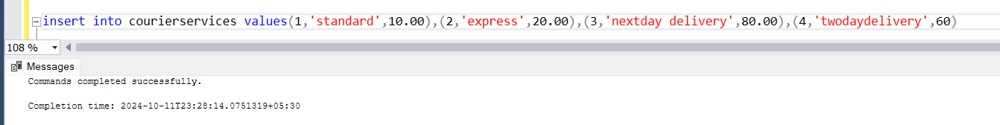 insert into courierservices values(1,'standard',10.00),(2,'express',20.00),(3,'nextday delivery',80.00),(4,'twodaydelivery',60)
108 %
Messages
Commands completed successfully.
Completion time: 2024-10-11T23:28:14.0751319+05:30